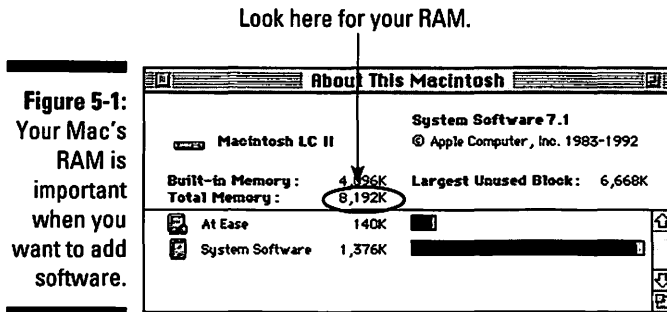 Look here for your RAM.
Figure 5-1:
Your Mac's
RAM is
important
when you
want to add
software.
About This Macintosh
Macintosh LC II
System Software 7.1
© Apple Computer, Inc. 1983-1992
Built-in Memory: 4,096K Largest Unused Block: 6,668K
Total Memory: 8,192K
At Ease 140K
System Software 1,376K